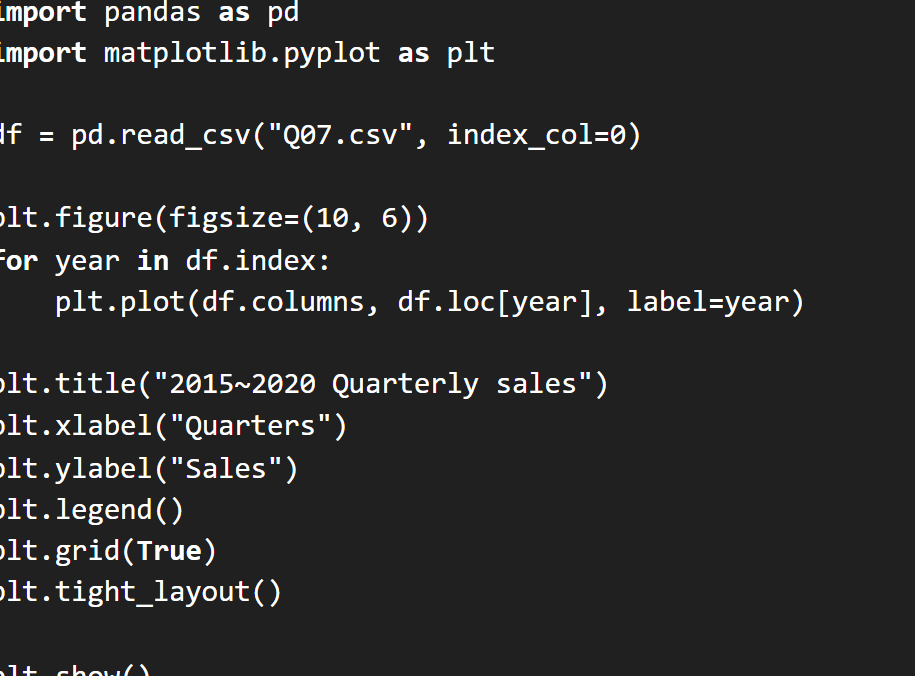 import pandas as pd
import matplotlib.pyplot as plt
df = pd.read_csv("Q07.csv", index_col=0)
plt.figure(figsize=(10, 6))
for year in df.index:
plt.plot(df.columns, df.loc[year], label=year)
plt.title("2015~2020 Quarterly sales")
plt.xlabel("Quarters")
plt.ylabel("Sales")
plt.legend()
plt.grid(True)
plt.tight_layout()
plt.show()